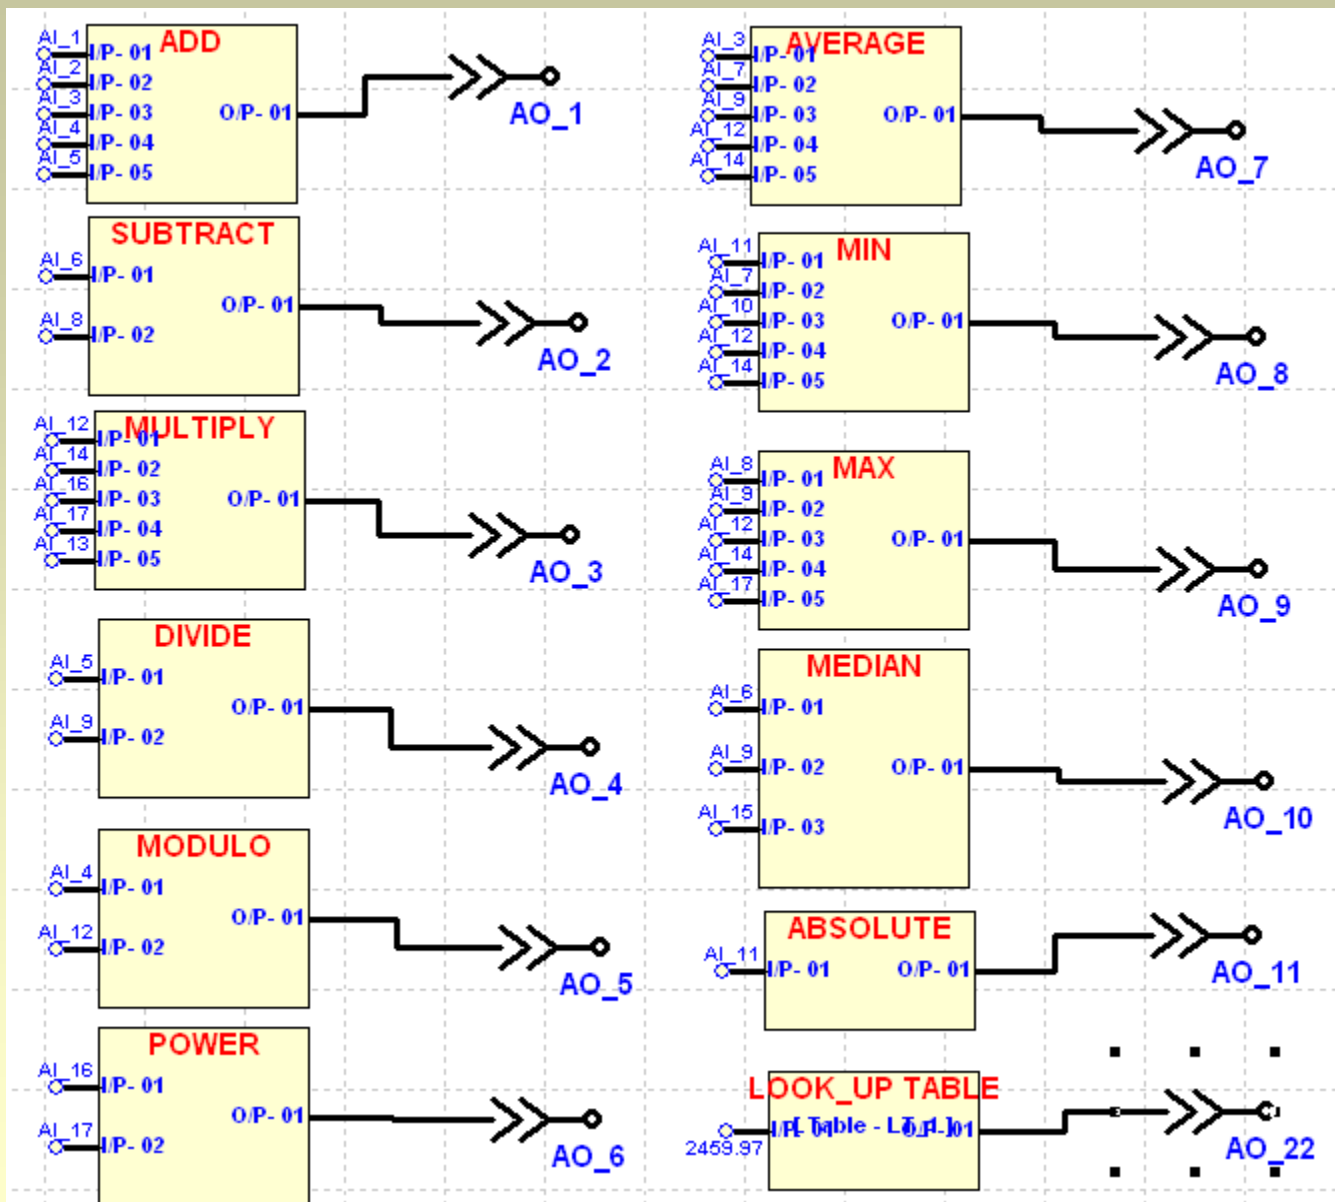 ADD
AI_1
I/P- 01
AI_2
I/P- 02
AI_3
I/P- 03
AI_4
I/P- 04
AI_5
I/P- 05
O/P- 01
AO_1
SUBTRACT
AI_6
I/P- 01
AI_8
I/P- 02
O/P- 01
AO_2
MULTIPLY
AI_12
I/P- 01
AI_14
I/P- 02
AI_16
I/P- 03
AI_17
I/P- 04
AI_13
I/P- 05
O/P- 01
AO_3
DIVIDE
AI_5
I/P- 01
AI_9
I/P- 02
O/P- 01
AO_4
MODULO
AI_4
I/P- 01
AI_12
I/P- 02
O/P- 01
AO_5
POWER
AI_16
I/P- 01
AI_17
I/P- 02
O/P- 01
AO_6
AVERAGE
AI_3
I/P- 01
AI_7
I/P- 02
AI_9
I/P- 03
AI_12
I/P- 04
AI_14
I/P- 05
O/P- 01
AO_7
MIN
AI_11
I/P- 01
AI_7
I/P- 02
AI_10
I/P- 03
AI_12
I/P- 04
AI_14
I/P- 05
O/P- 01
AO_8
MAX
AI_8
I/P- 01
AI_9
I/P- 02
AI_12
I/P- 03
AI_14
I/P- 04
AI_17
I/P- 05
O/P- 01
AO_9
MEDIAN
AI_6
I/P- 01
AI_9
I/P- 02
AI_15
I/P- 03
O/P- 01
AO_10
ABSOLUTE
AI_11
I/P- 01
O/P- 01
AO_11
LOOK_UP TABLE
2459.97
I/P- 01
[ Table - LT_1 ]
O/P- 01
AO_22